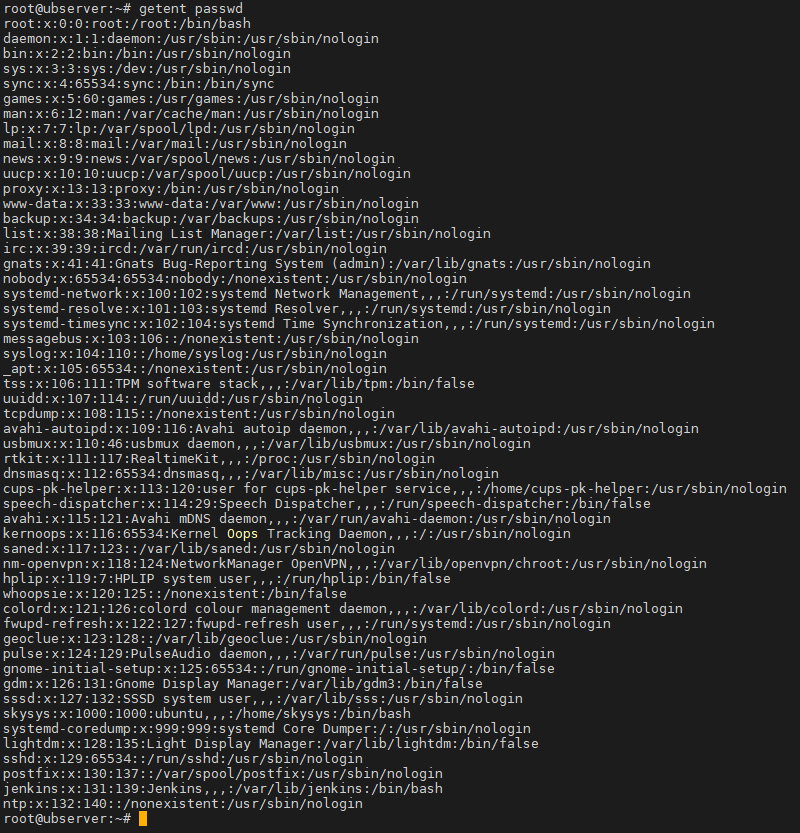 root@ubserver:~# getent passwd
root:x:0:0:root:/root:/bin/bash
daemon:x:1:1:daemon:/usr/sbin:/usr/sbin/nologin
bin:x:2:2:bin:/bin:/usr/sbin/nologin
sys:x:3:3:sys:/dev:/usr/sbin/nologin
sync:x:4:65534:sync:/bin:/bin/sync
games:x:5:60:games:/usr/games:/usr/sbin/nologin
man:x:6:12:man:/var/cache/man:/usr/sbin/nologin
lp:x:7:7:lp:/var/spool/lpd:/usr/sbin/nologin
mail:x:8:8:mail:/var/mail:/usr/sbin/nologin
news:x:9:9:news:/var/spool/news:/usr/sbin/nologin
uucp:x:10:10:uucp:/var/spool/uucp:/usr/sbin/nologin
proxy:x:13:13:proxy:/bin:/usr/sbin/nologin
www-data:x:33:33:www-data:/var/www:/usr/sbin/nologin
backup:x:34:34:backup:/var/backups:/usr/sbin/nologin
list:x:38:38:Mailing List Manager:/var/list:/usr/sbin/nologin
irc:x:39:39:ircd:/var/run/ircd:/usr/sbin/nologin
gnats:x:41:41:Gnats Bug-Reporting System (admin):/var/lib/gnats:/usr/sbin/nologin
nobody:x:65534:65534:nobody:/nonexistent:/usr/sbin/nologin
systemd-network:x:100:102:systemd Network Management,,,:/run/systemd:/usr/sbin/nologin
systemd-resolve:x:101:103:systemd Resolver,,,:/run/systemd:/usr/sbin/nologin
systemd-timesync:x:102:104:systemd Time Synchronization,,,:/run/systemd:/usr/sbin/nologin
messagebus:x:103:106::/nonexistent:/usr/sbin/nologin
syslog:x:104:110::/home/syslog:/usr/sbin/nologin
_apt:x:105:65534::/nonexistent:/usr/sbin/nologin
tss:x:106:111:TPM software stack,,,:/var/lib/tpm:/bin/false
uuidd:x:107:114::/run/uuidd:/usr/sbin/nologin
tcpdump:x:108:115::/nonexistent:/usr/sbin/nologin
avahi-autoipd:x:109:116:Avahi autoip daemon,,,:/var/lib/avahi-autoipd:/usr/sbin/nologin
usbmux:x:110:46:usbmux daemon,,,:/var/lib/usbmux:/usr/sbin/nologin
rtkit:x:111:117:RealtimeKit,,,:/proc:/usr/sbin/nologin
dnsmasq:x:112:65534:dnsmasq,,,:/var/lib/misc:/usr/sbin/nologin
cups-pk-helper:x:113:120:user for cups-pk-helper service,,,:/home/cups-pk-helper:/usr/sbin/nologin
speech-dispatcher:x:114:29:Speech Dispatcher,,,:/run/speech-dispatcher:/bin/false
avahi:x:115:121:Avahi mDNS daemon,,,:/var/run/avahi-daemon:/usr/sbin/nologin
kernoops:x:116:65534:Kernel Oops Tracking Daemon,,,:/:/usr/sbin/nologin
saned:x:117:123::/var/lib/saned:/usr/sbin/nologin
nm-openvpn:x:118:124:NetworkManager OpenVPN,,,:/var/lib/openvpn/chroot:/usr/sbin/nologin
hplip:x:119:7:HPLIP system user,,,:/run/hplip:/bin/false
whoopsie:x:120:125::/nonexistent:/bin/false
colord:x:121:126:colord colour management daemon,,,:/var/lib/colord:/usr/sbin/nologin
fwupd-refresh:x:122:127:fwupd-refresh user,,,:/run/systemd:/usr/sbin/nologin
geoclue:x:123:128::/var/lib/geoclue:/usr/sbin/nologin
pulse:x:124:129:PulseAudio daemon,,,:/var/run/pulse:/usr/sbin/nologin
gnome-initial-setup:x:125:65534::/run/gnome-initial-setup/:/bin/false
gdm:x:126:131:Gnome Display Manager:/var/lib/gdm3:/bin/false
sssd:x:127:132:SSSD system user,,,:/var/lib/sss:/usr/sbin/nologin
skysys:x:1000:1000:ubuntu,,,:/home/skysys:/bin/bash
systemd-coredump:x:999:999:systemd Core Dumper:/:/usr/sbin/nologin
lightdm:x:128:135:Light Display Manager:/var/lib/lightdm:/bin/false
sshd:x:129:65534::/run/sshd:/usr/sbin/nologin
postfix:x:130:137::/var/spool/postfix:/usr/sbin/nologin
jenkins:x:131:139:Jenkins,,,:/var/lib/jenkins:/bin/bash
ntp:x:132:140::/nonexistent:/usr/sbin/nologin
root@ubserver:~#